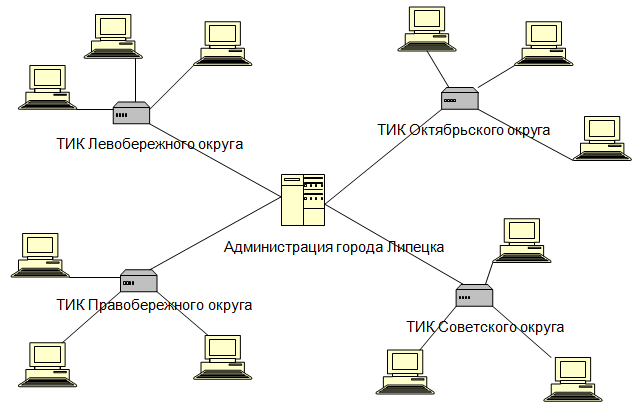 ТИК Левобережного округа
ТИК Октябрьского округа
Администрация города Липецка
ТИК Правобережного округа
ТИК Советского округа